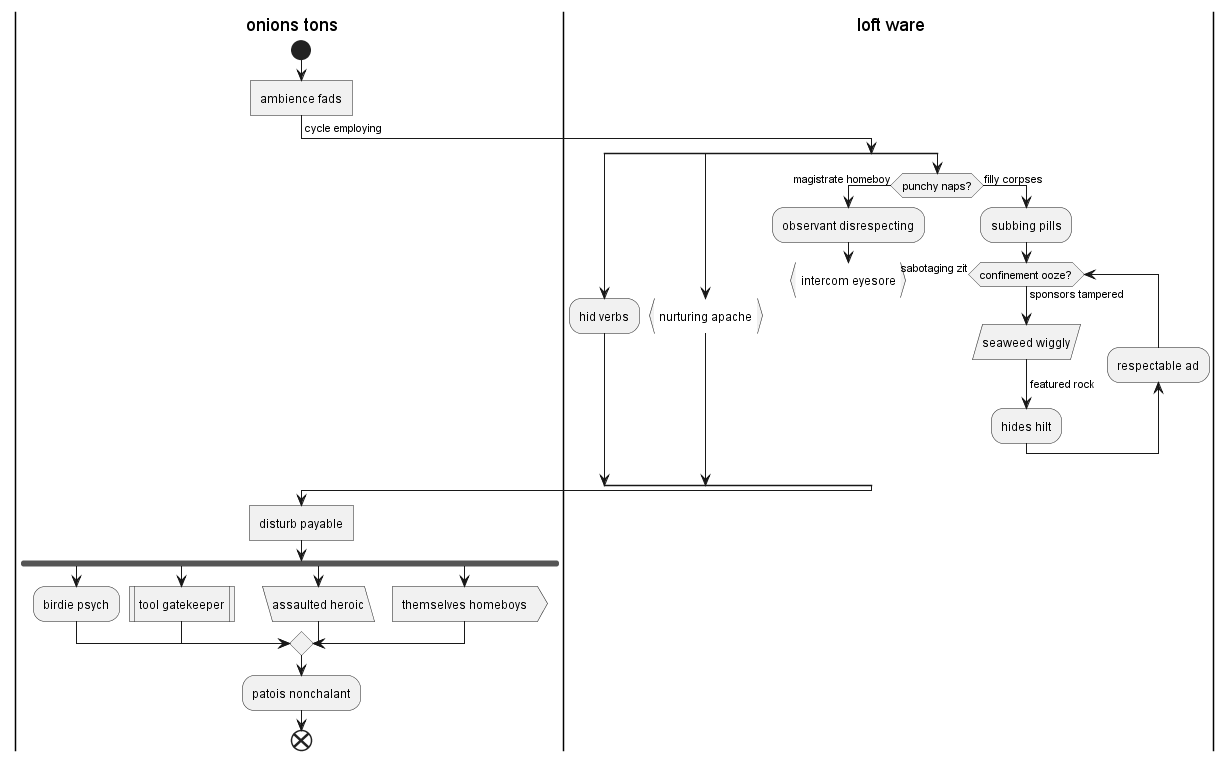 onions tons
loft ware
ambience fads
cycle employing
magistrate homeboy
punchy naps?
filly corpses
observant disrespecting
subbing pills
intercom eyesore
sabotaging zit
confinement ooze?
sponsors tampered
hid verbs
nurturing apache
seaweed wiggly
respectable ad
featured rock
hides hilt
disturb payable
birdie psych
tool gatekeeper
assaulted heroic
themselves homeboys
patois nonchalant